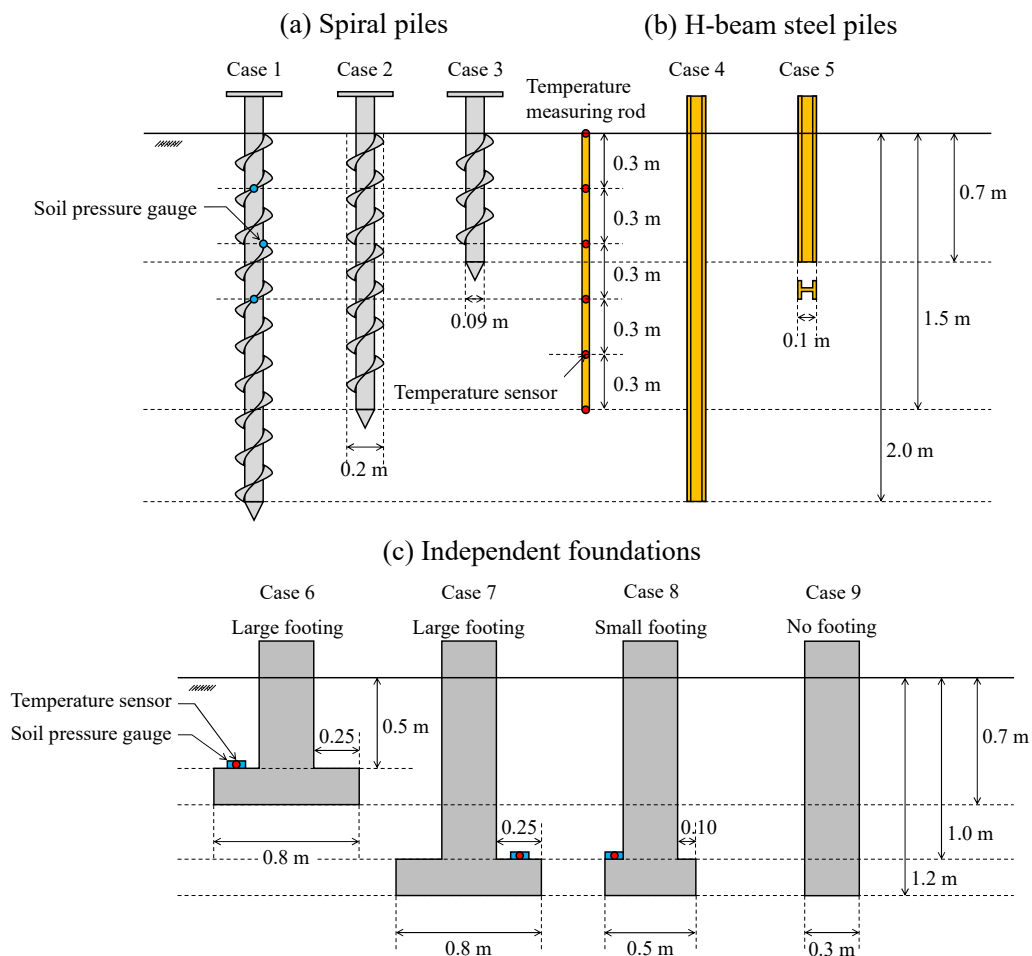 (a) Spiral piles
(b) H-beam steel piles
Case 1
Case 2
Case 3
Temperature
measuring rod
Case 4
Case 5
0.3 m
0.7 m
Soil pressure gauge
0.3 m
0.3 m
0.09 m
0.3 m
0.1 m
1.5 m
Temperature sensor
0.3 m
0.2 m
2.0 m
(c) Independent foundations
Case 6
Large footing
Case 7
Large footing
Case 8
Small footing
Case 9
No footing
Temperature sensor
Soil pressure gauge
0.25
0.5 m
0.7 m
0.8 m
0.25
0.10
1.0 m
1.2 m
0.8 m
0.5 m
0.3 m